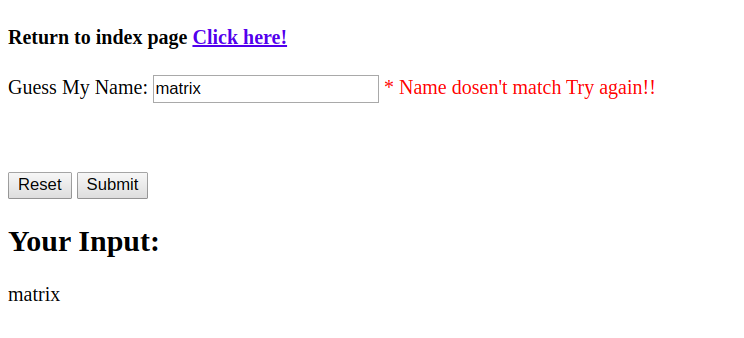 Return to index page Click here!
Guess My Name: matrix * Name dosen't match Try again!!
Reset Submit
Your Input:
matrix